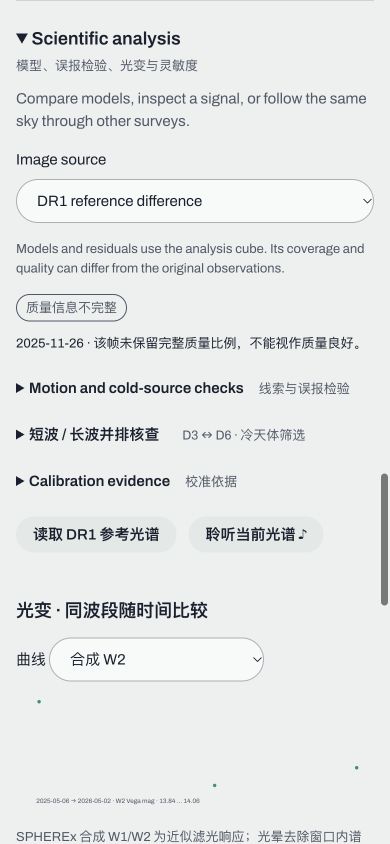 ▼ Scientific analysis
模型、误报检验、光变与灵敏度
Compare models, inspect a signal, or follow the same
sky through other surveys.
Image source
DR1 reference difference
Models and residuals use the analysis cube. Its coverage and
quality can differ from the original observations.
质量信息不完整
2025-11-26 · 该帧未保留完整质量比例，不能视作质量良好。
▶ Motion and cold-source checks 线索与误报检验
▶ 短波 / 长波并排核查 D3 ↔ D6 · 冷天体筛选
▶ Calibration evidence 校准依据
读取 DR1 参考光谱 聆听当前光谱 ♪
光变 · 同波段随时间比较
曲线 合成 W2
2025-05-06 → 2026-05-02 · W2 Vega mag · 13.84 … 14.06
SPHEREx 合成 W1/W2 为近似滤光响应；光晕去除窗口内谱